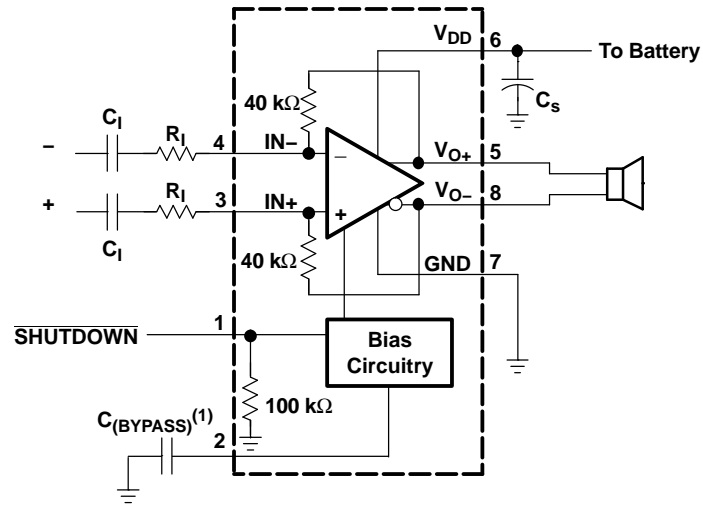 V_DD 6
To Battery
C_s
40 kΩ
C_I
R_I
4
IN−
−
−
V_O+
5
+
R_I
3
IN+
+
V_O−
8
C_I
40 kΩ
GND
7
SHUTDOWN
1
Bias
Circuitry
100 kΩ
C_(BYPASS)^(1)
2